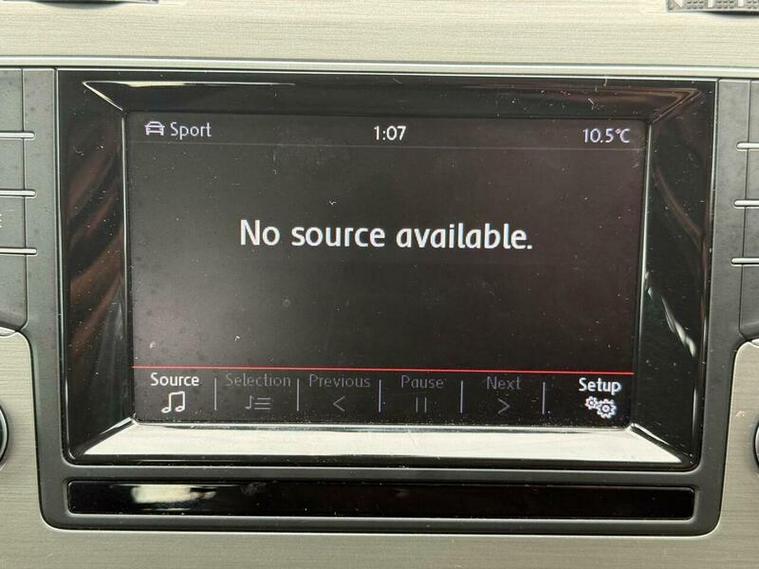 Sport 1:07 10.5°C
No source available.
Source Selection Previous Pause Next Setup